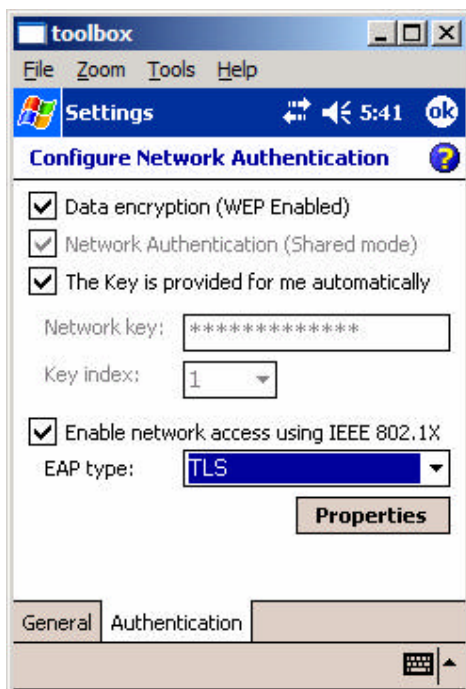 toolbox
File Zoom Tools Help
Settings 5:41 ok
Configure Network Authentication ?
Data encryption (WEP Enabled)
Network Authentication (Shared mode)
The Key is provided for me automatically
Network key: *************
Key index: 1
Enable network access using IEEE 802.1X
EAP type: TLS
Properties
General Authentication